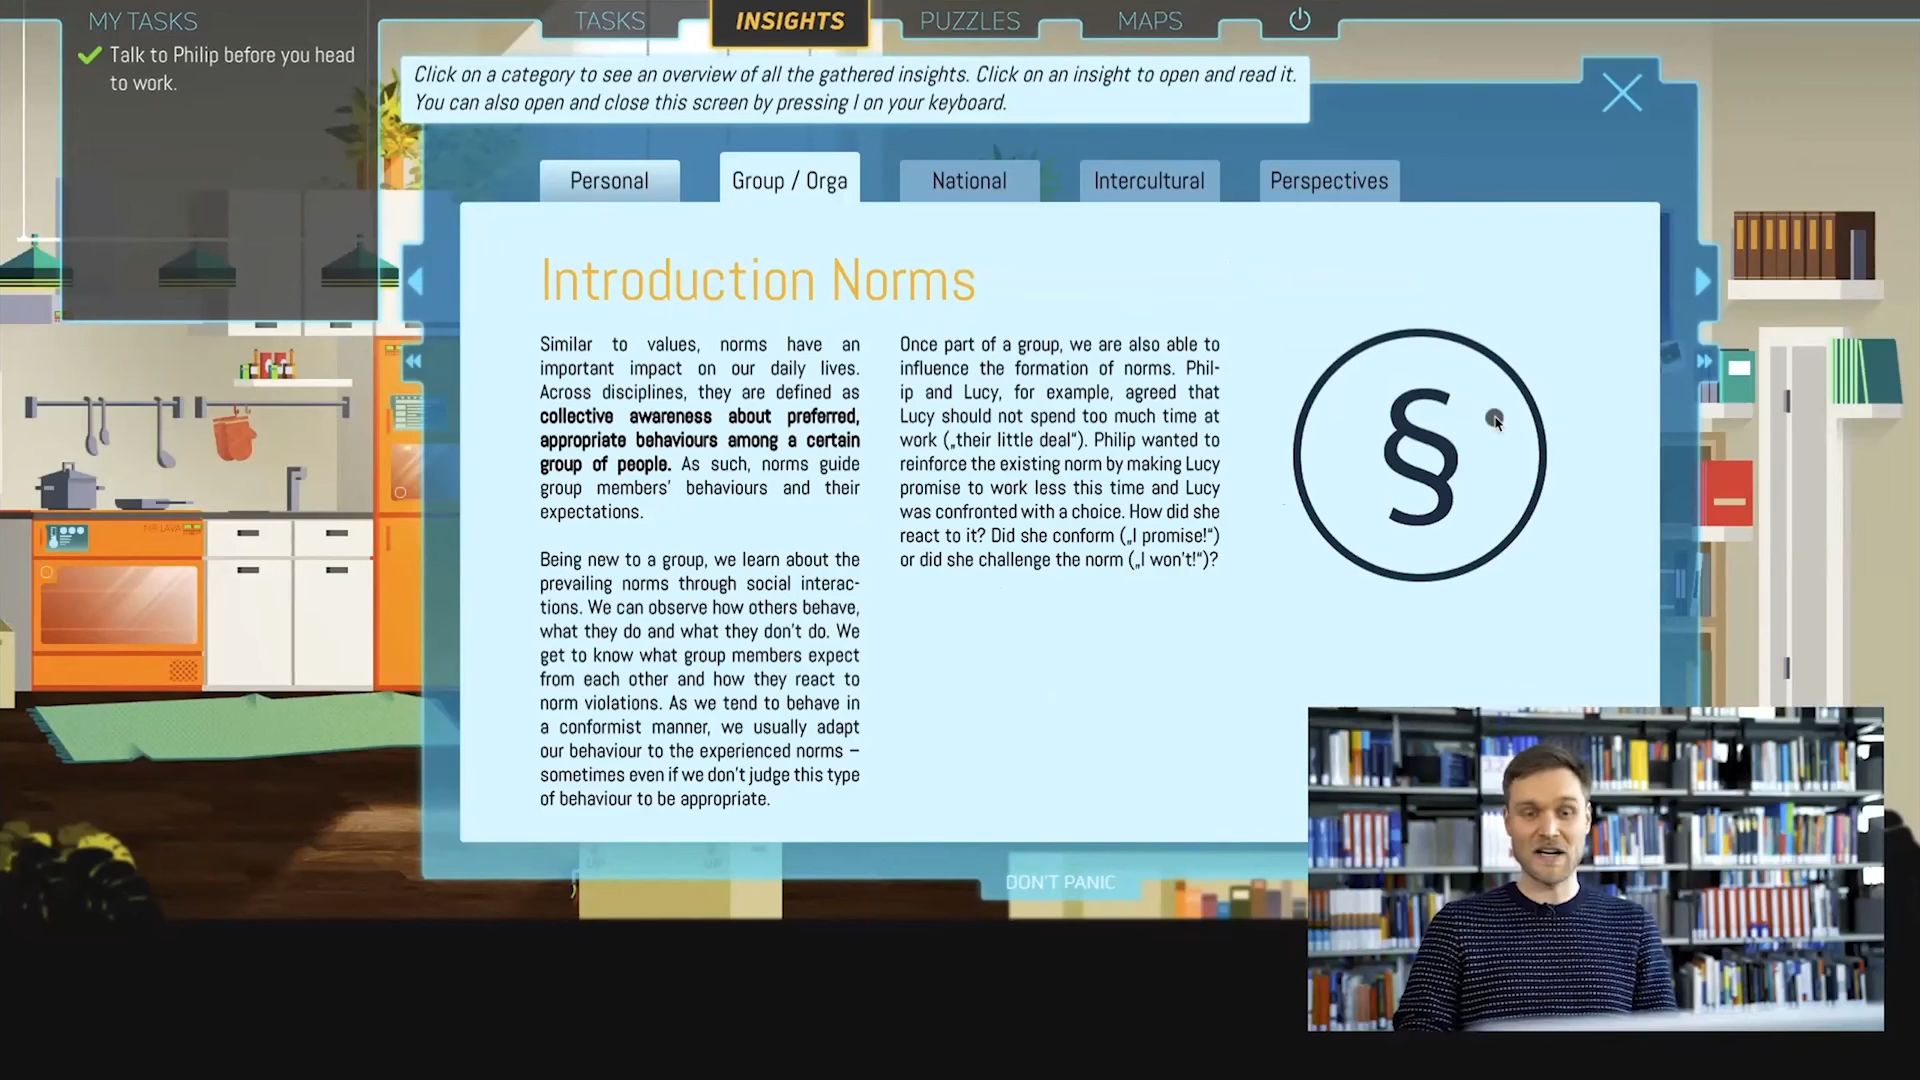 MY TASKS
Talk to Philip before you head
to work.
TASKS
INSIGHTS
PUZZLES
MAPS
Click on a category to see an overview of all the gathered insights. Click on an insight to open and read it.
You can also open and close this screen by pressing I on your keyboard.
Personal
Group / Orga
National
Intercultural
Perspectives
Introduction Norms
Similar to values, norms have an
important impact on our daily lives.
Across disciplines, they are defined as
collective awareness about preferred,
appropriate behaviours among a certain
group of people. As such, norms guide
group members' behaviours and their
expectations.
Being new to a group, we learn about the
prevailing norms through social interac-
tions. We can observe how others behave,
what they do and what they don't do. We
get to know what group members expect
from each other and how they react to
norm violations. As we tend to behave in
a conformist manner, we usually adapt
our behaviour to the experienced norms –
sometimes even if we don't judge this type
of behaviour to be appropriate.
Once part of a group, we are also able to
influence the formation of norms. Phil-
ip and Lucy, for example, agreed that
Lucy should not spend too much time at
work („their little deal“). Philip wanted to
reinforce the existing norm by making Lucy
promise to work less this time and Lucy
was confronted with a choice. How did she
react to it? Did she conform („I promise!“)
or did she challenge the norm („I won't!“)?
§
DON'T PANIC